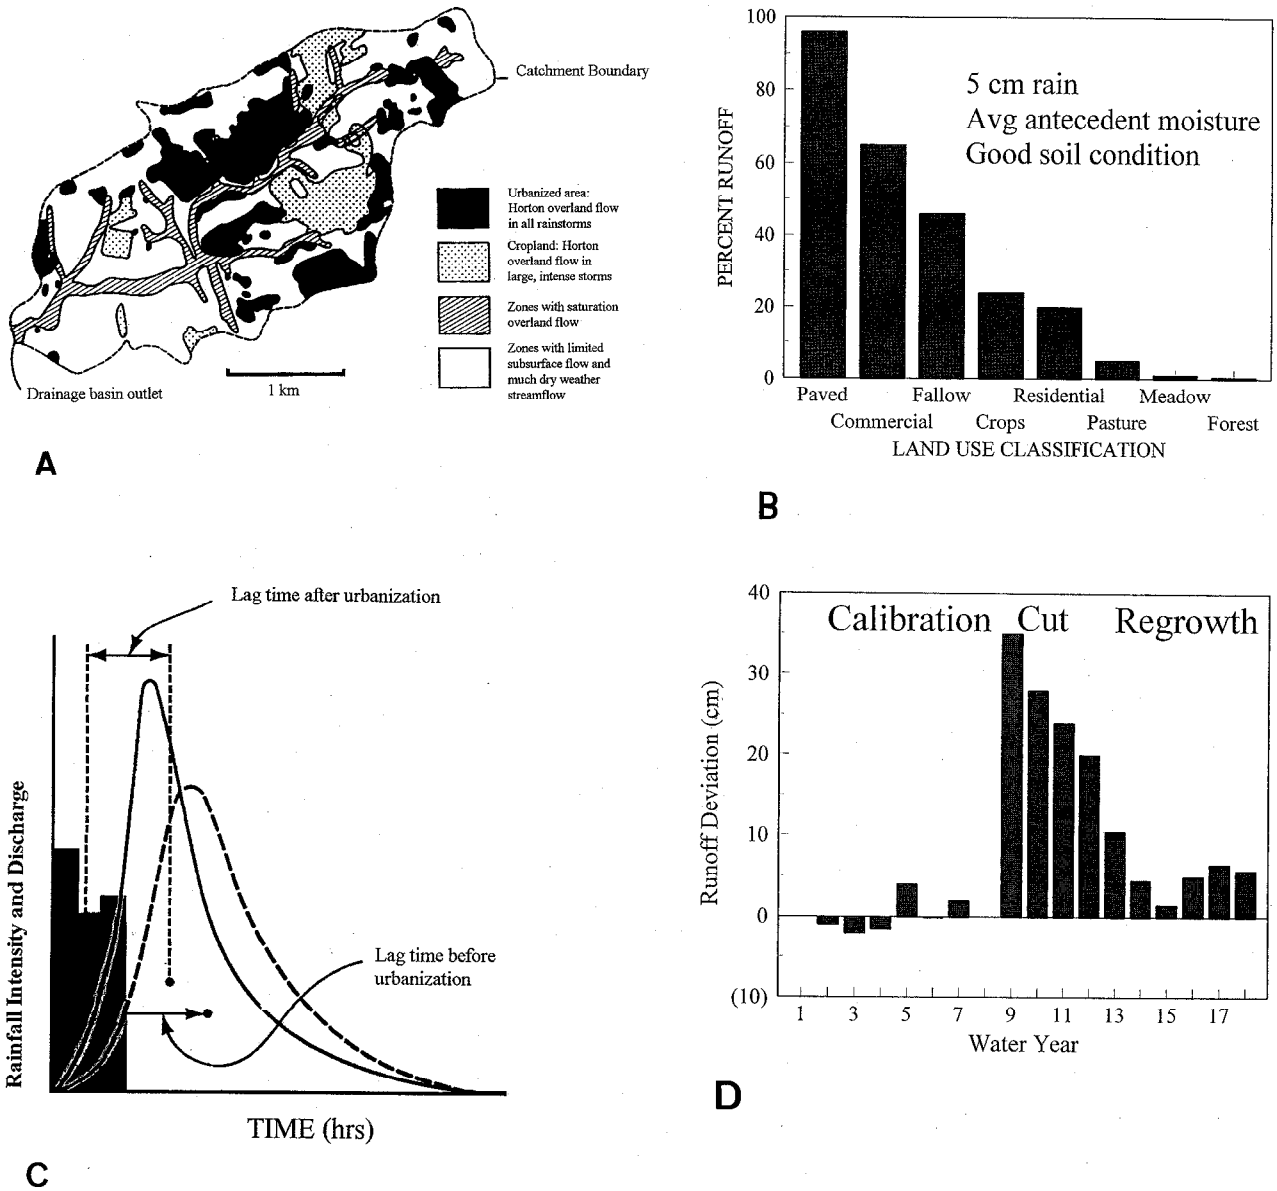 Catchment Boundary
Urbanized area:
Horton overland flow
in all rainstorms
Cropland: Horton
overland flow in
large, intense storms
Zones with saturation
overland flow
Zones with limited
subsurface flow and
much dry weather
streamflow
1 km
Drainage basin outlet
A
100
80
60
40
20
0
PERCENT RUNOFF
5 cm rain
Avg antecedent moisture
Good soil condition
Paved
Fallow
Residential
Meadow
Commercial
Crops
Pasture
Forest
LAND USE CLASSIFICATION
B
Lag time after urbanization
Rainfall Intensity and Discharge
Lag time before
urbanization
TIME (hrs)
C
40
30
20
10
0
(10)
Runoff Deviation (cm)
Calibration Cut Regrowth
1 3 5 7 9 11 13 15 17
Water Year
D